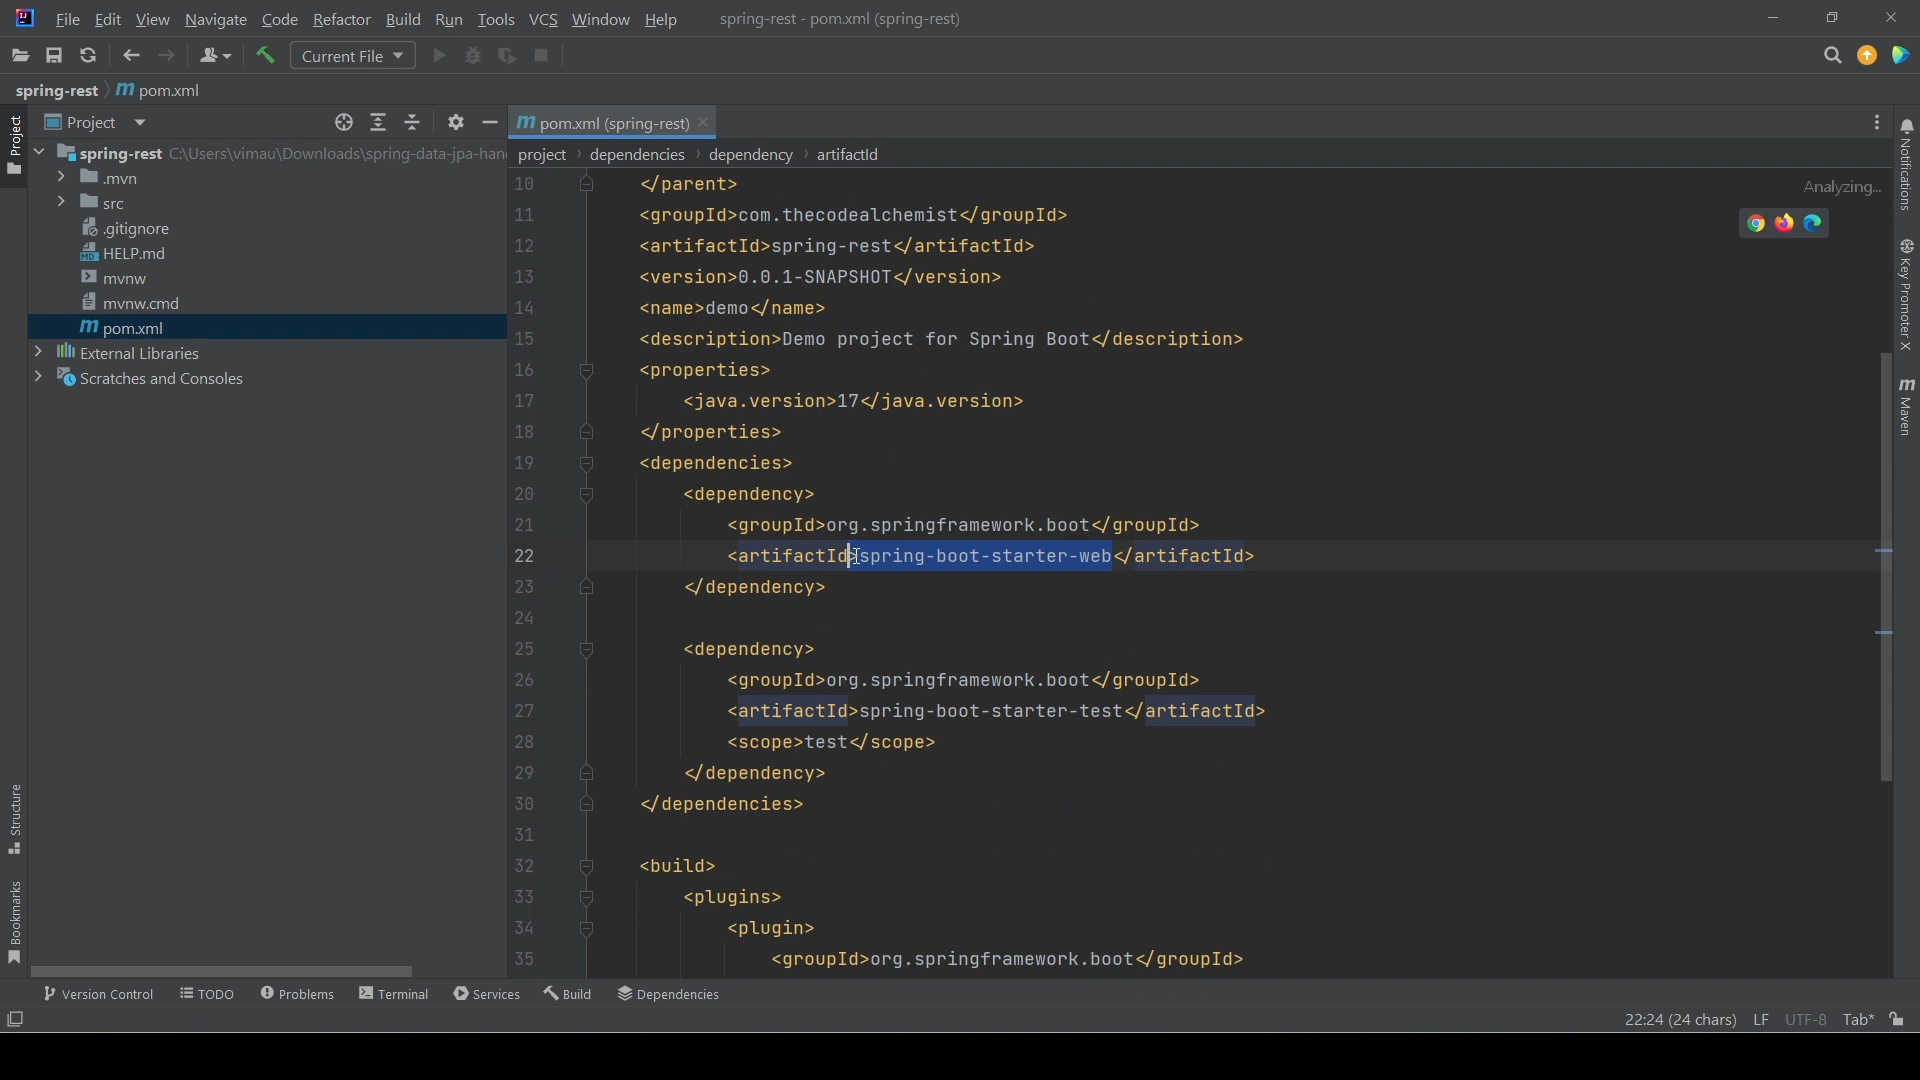 File Edit View Navigate Code Refactor Build Run Tools VCS Window Help spring-rest - pom.xml (spring-rest)
Current File
spring-rest pom.xml
Project
pom.xml (spring-rest)
spring-rest C:\Users\vimau\Downloads\spring-data-jpa-han
project dependencies dependency artifactId
.mvn
src
.gitignore
HELP.md
mvnw
mvnw.cmd
pom.xml
External Libraries
Scratches and Consoles
Project
Structure
Bookmarks
10 </parent>
Analyzing...
11 <groupId>com.thecodealchemist</groupId>
12 <artifactId>spring-rest</artifactId>
13 <version>0.0.1-SNAPSHOT</version>
14 <name>demo</name>
15 <description>Demo project for Spring Boot</description>
16 <properties>
17 <java.version>17</java.version>
18 </properties>
19 <dependencies>
20 <dependency>
21 <groupId>org.springframework.boot</groupId>
22 <artifactId>spring-boot-starter-web</artifactId>
23 </dependency>
24
25 <dependency>
26 <groupId>org.springframework.boot</groupId>
27 <artifactId>spring-boot-starter-test</artifactId>
28 <scope>test</scope>
29 </dependency>
30 </dependencies>
31
32 <build>
33 <plugins>
34 <plugin>
35 <groupId>org.springframework.boot</groupId>
Notifications
Key Promoter X
Maven
Version Control TODO Problems Terminal Services Build Dependencies
22:24 (24 chars) LF UTF-8 Tab*